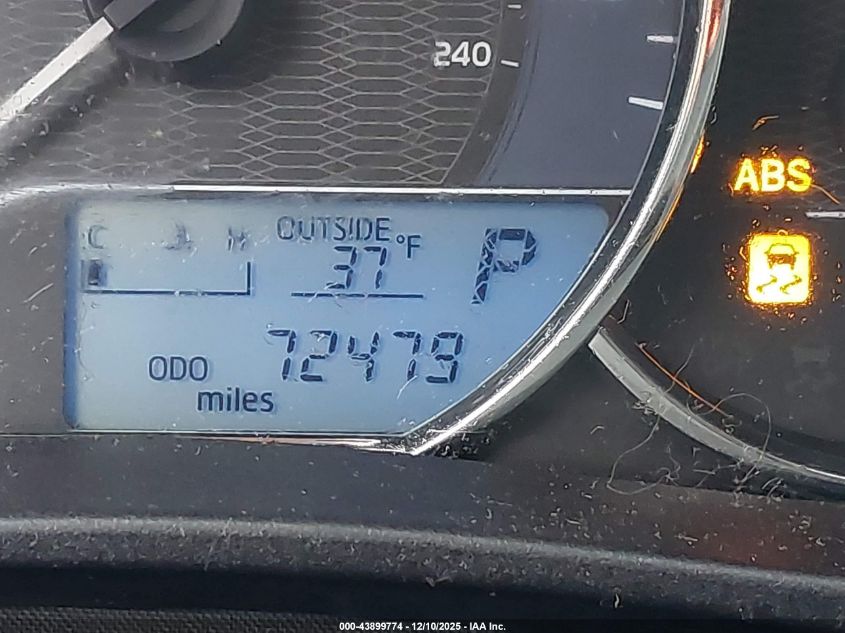 240
ABS
C H OUTSIDE
37 °F
P
ODO 72479
miles
000-43899774 - 12/10/2025 - IAA Inc.